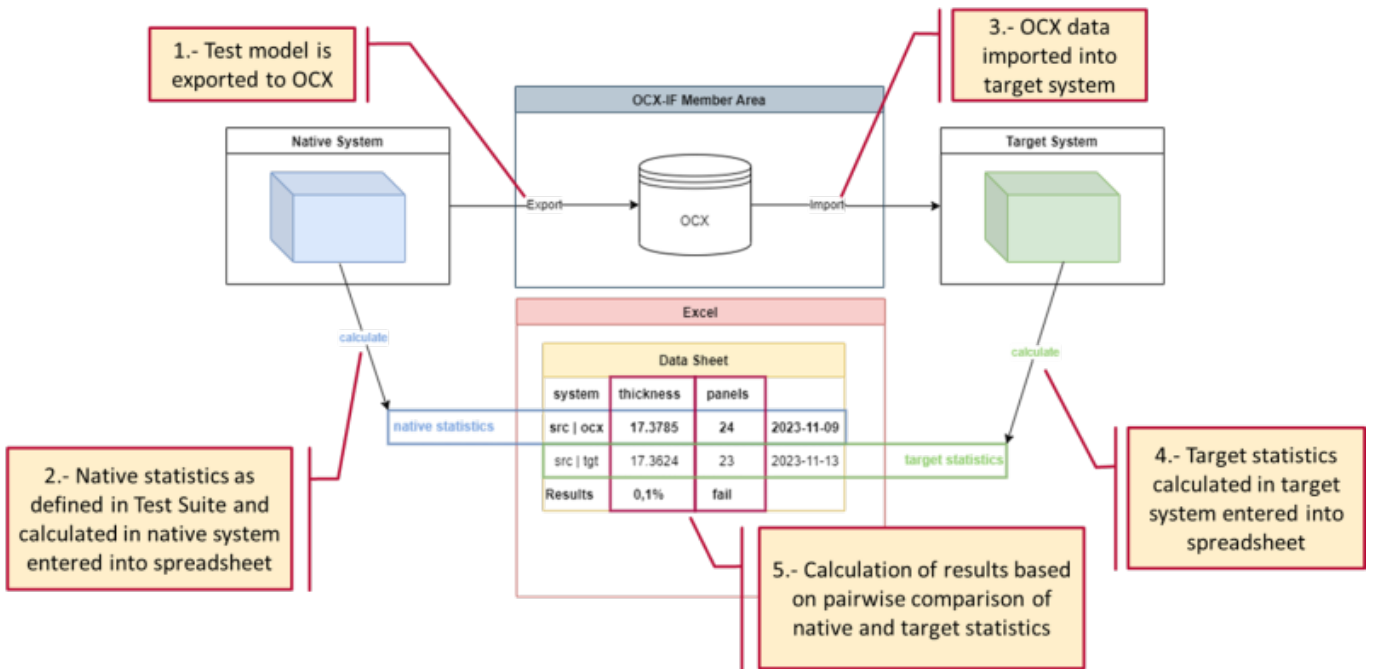 1.- Test model is
exported to OCX
3.- OCX data
imported into
target system
OCX-IF Member Area
Native System
Target System
Export
OCX
Import
calculate
calculate
Excel
Data Sheet
system thickness panels
native statistics src | ocx 17.3785 24 2023-11-09
src | tgt 17.3624 23 2023-11-13 target statistics
Results 0,1% fail
2.- Native statistics as
defined in Test Suite and
calculated in native system
entered into spreadsheet
4.- Target statistics
calculated in target
system entered into
spreadsheet
5.- Calculation of results based
on pairwise comparison of
native and target statistics